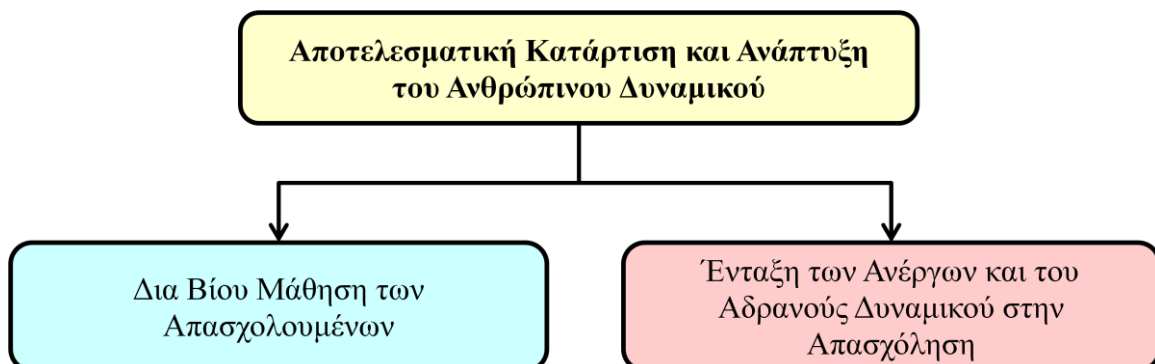 Αποτελεσματική Κατάρτιση και Ανάπτυξη
του Ανθρώπινου Δυναμικού
Δια Βίου Μάθηση των
Απασχολουμένων
Ένταξη των Ανέργων και του
Αδρανούς Δυναμικού στην
Απασχόληση